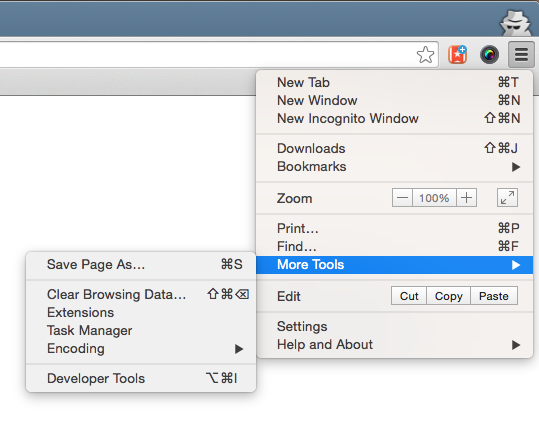 New Tab ⌘T
New Window ⌘N
New Incognito Window ⇧⌘N
Downloads ⇧⌘J
Bookmarks ▶
Zoom — 100% +
Print... ⌘P
Find... ⌘F
More Tools ▶
Edit Cut Copy Paste
Settings
Help and About ▶
Save Page As... ⌘S
Clear Browsing Data... ⇧⌘⌫
Extensions
Task Manager
Encoding ▶
Developer Tools ⌥⌘I